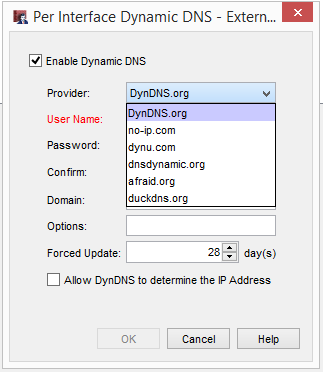 Per Interface Dynamic DNS - Extern...
Enable Dynamic DNS
Provider: DynDNS.org
DynDNS.org
User Name:
no-ip.com
dynu.com
Password:
dnsdynamic.org
Confirm:
afraid.org
Domain:
duckdns.org
Options:
Forced Update: 28 day(s)
Allow DynDNS to determine the IP Address
OK Cancel Help